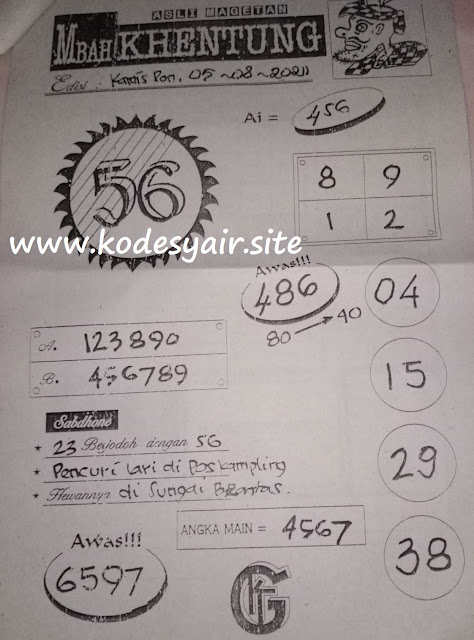 ASLI MAGETAN
MBAH KHENTUNG
Edisi : Kamis Pon, 05 ~ 08 ~ 2021
Ai = 456
56
8 9
1 2
www.kodesyair.site
Awas!!!
486
80 → 40
04
A. 123890
B. 456789
15
Sabdhone
* 23 Berjodoh dengan 56
* Pencuri lari di Poskampling
* Hewannya di Sungai Brantas.
29
ANGKA MAIN = 4567
Awas!!!
6597
38